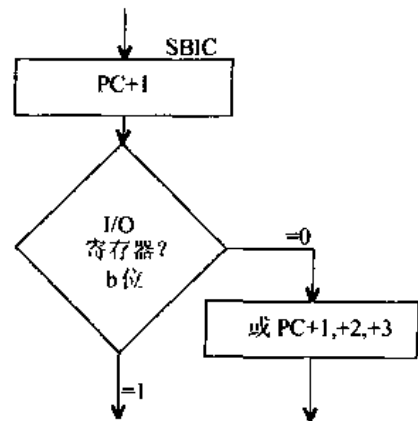 SBIC
PC+1
I/O
寄存器？
b位
=0
或 PC+1,+2,+3
=1